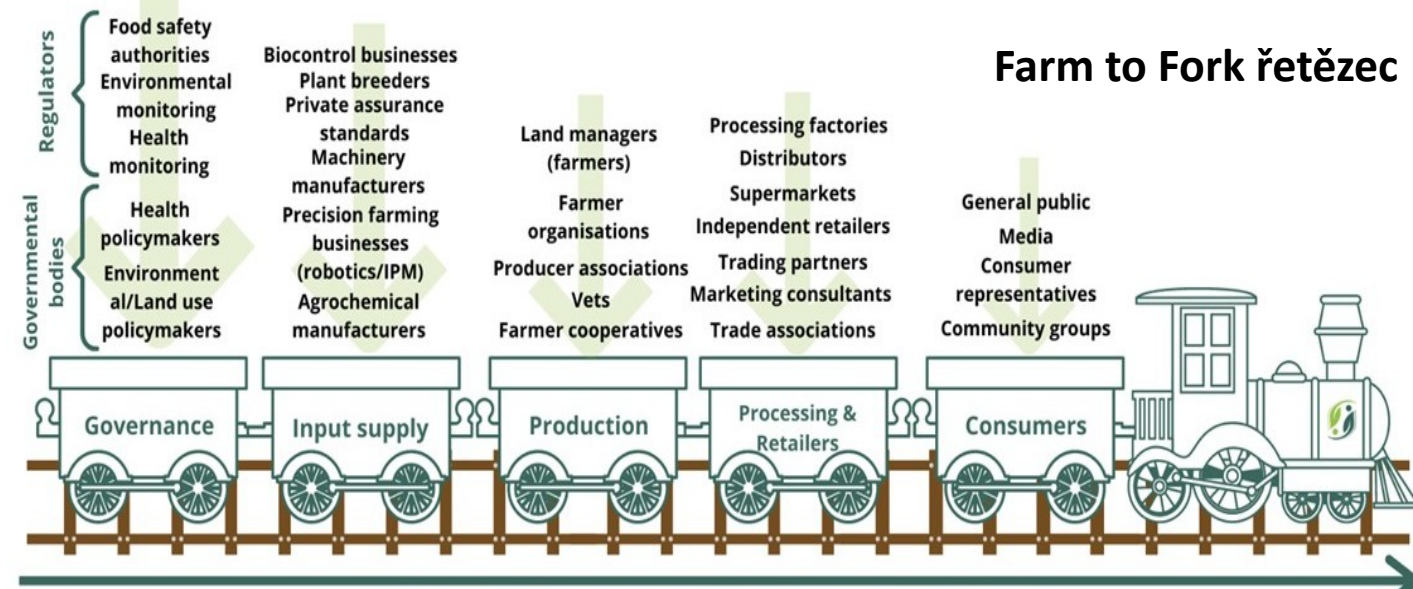 Farm to Fork řetězec
Regulators
Food safety
authorities
Environmental
monitoring
Health
monitoring
Governmental
bodies
Health
policymakers
Environment
al/Land use
policymakers
Biocontrol businesses
Plant breeders
Private assurance
standards
Machinery
manufacturers
Precision farming
businesses
(robotics/IPM)
Agrochemical
manufacturers
Land managers
(farmers)
Farmer
organisations
Producer associations
Vets
Farmer cooperatives
Processing factories
Distributors
Supermarkets
Independent retailers
Trading partners
Marketing consultants
Trade associations
General public
Media
Consumer
representatives
Community groups
Governance
Input supply
Production
Processing &
Retailers
Consumers